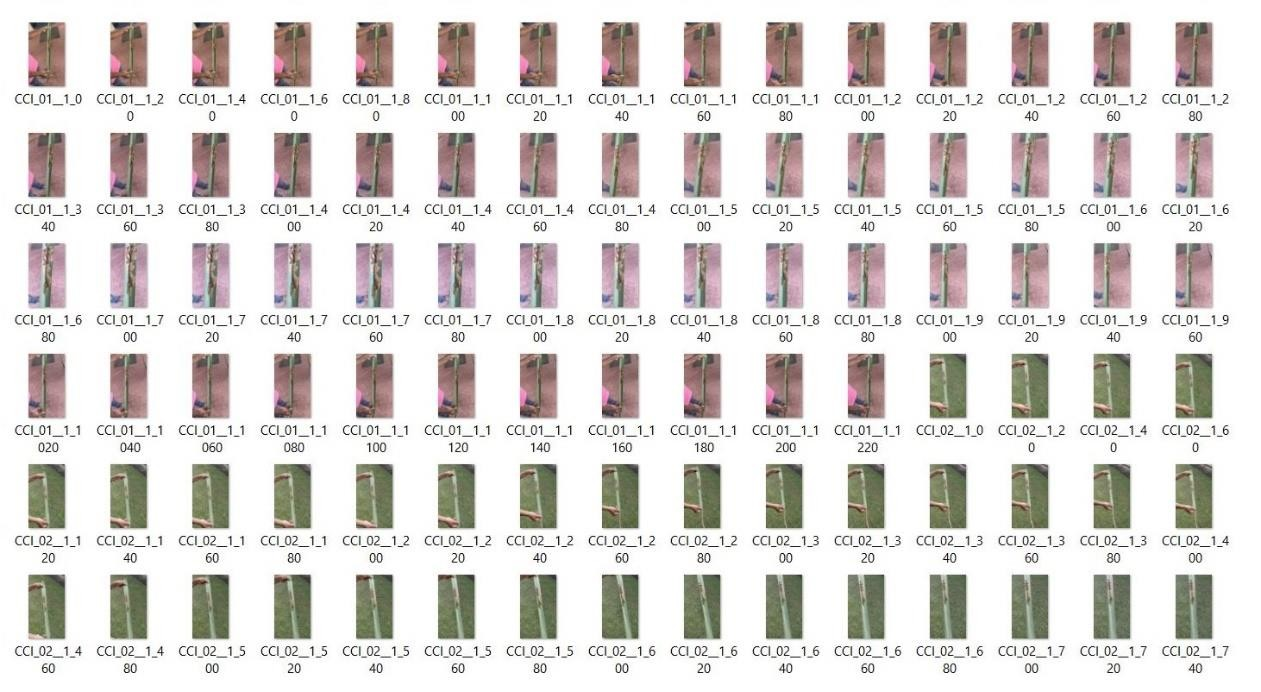 CCI_01__1_0 CCI_01__1_2 CCI_01__1_4 CCI_01__1_6 CCI_01__1_8 CCI_01__1_1 CCI_01__1_1 CCI_01__1_1 CCI_01__1_1 CCI_01__1_1 CCI_01__1_2 CCI_01__1_2 CCI_01__1_2 CCI_01__1_2 CCI_01__1_2
0 0 0 0 00 20 40 60 80 00 20 40 60 80
CCI_01__1_3 CCI_01__1_3 CCI_01__1_3 CCI_01__1_4 CCI_01__1_4 CCI_01__1_4 CCI_01__1_4 CCI_01__1_4 CCI_01__1_5 CCI_01__1_5 CCI_01__1_5 CCI_01__1_5 CCI_01__1_5 CCI_01__1_6 CCI_01__1_6
40 60 80 00 20 40 60 80 00 20 40 60 80 00 20
CCI_01__1_6 CCI_01__1_7 CCI_01__1_7 CCI_01__1_7 CCI_01__1_7 CCI_01__1_7 CCI_01__1_8 CCI_01__1_8 CCI_01__1_8 CCI_01__1_8 CCI_01__1_8 CCI_01__1_9 CCI_01__1_9 CCI_01__1_9 CCI_01__1_9
80 00 20 40 60 80 00 20 40 60 80 00 20 40 60
CCI_01__1_1 CCI_01__1_1 CCI_01__1_1 CCI_01__1_1 CCI_01__1_1 CCI_01__1_1 CCI_01__1_1 CCI_01__1_1 CCI_01__1_1 CCI_01__1_1 CCI_01__1_1 CCI_02__1_0 CCI_02__1_2 CCI_02__1_4 CCI_02__1_6
020 040 060 080 100 120 140 160 180 200 220 0 0 0
CCI_02__1_1 CCI_02__1_1 CCI_02__1_1 CCI_02__1_1 CCI_02__1_2 CCI_02__1_2 CCI_02__1_2 CCI_02__1_2 CCI_02__1_2 CCI_02__1_3 CCI_02__1_3 CCI_02__1_3 CCI_02__1_3 CCI_02__1_3 CCI_02__1_4
20 40 60 80 00 20 40 60 80 00 20 40 60 80 00
CCI_02__1_4 CCI_02__1_4 CCI_02__1_5 CCI_02__1_5 CCI_02__1_5 CCI_02__1_5 CCI_02__1_5 CCI_02__1_6 CCI_02__1_6 CCI_02__1_6 CCI_02__1_6 CCI_02__1_6 CCI_02__1_7 CCI_02__1_7 CCI_02__1_7
60 80 00 20 40 60 80 00 20 40 60 80 00 20 40